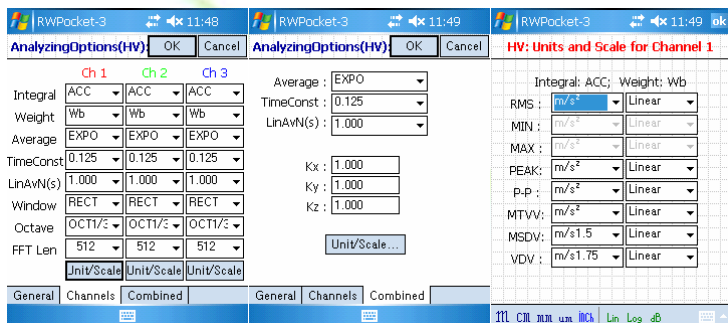 RWPocket-3 11:48
AnalyzingOptions(HV): OK Cancel
Ch 1 Ch 2 Ch 3
Integral ACC ACC ACC
Weight Wb Wb Wb
Average EXPO EXPO EXPO
TimeConst 0.125 0.125 0.125
LinAvN(s) 1.000 1.000 1.000
Window RECT RECT RECT
Octave OCT1/3 OCT1/3 OCT1/3
FFT Len 512 512 512
Unit/Scale Unit/Scale Unit/Scale
General Channels Combined
RWPocket-3 11:49
AnalyzingOptions(HV): OK Cancel
Average : EXPO
TimeConst : 0.125
LinAvN(s) : 1.000
Kx : 1.000
Ky : 1.000
Kz : 1.000
Unit/Scale...
General Channels Combined
RWPocket-3 11:49 ok
HV: Units and Scale for Channel 1
Integral: ACC; Weight: Wb
RMS : m/s² Linear
MIN : m/s² Linear
MAX : m/s² Linear
PEAK: m/s² Linear
P-P : m/s² Linear
MTVV: m/s² Linear
MSDV: m/s1.5 Linear
VDV : m/s1.75 Linear
m cm mm um inch Lin Log dB